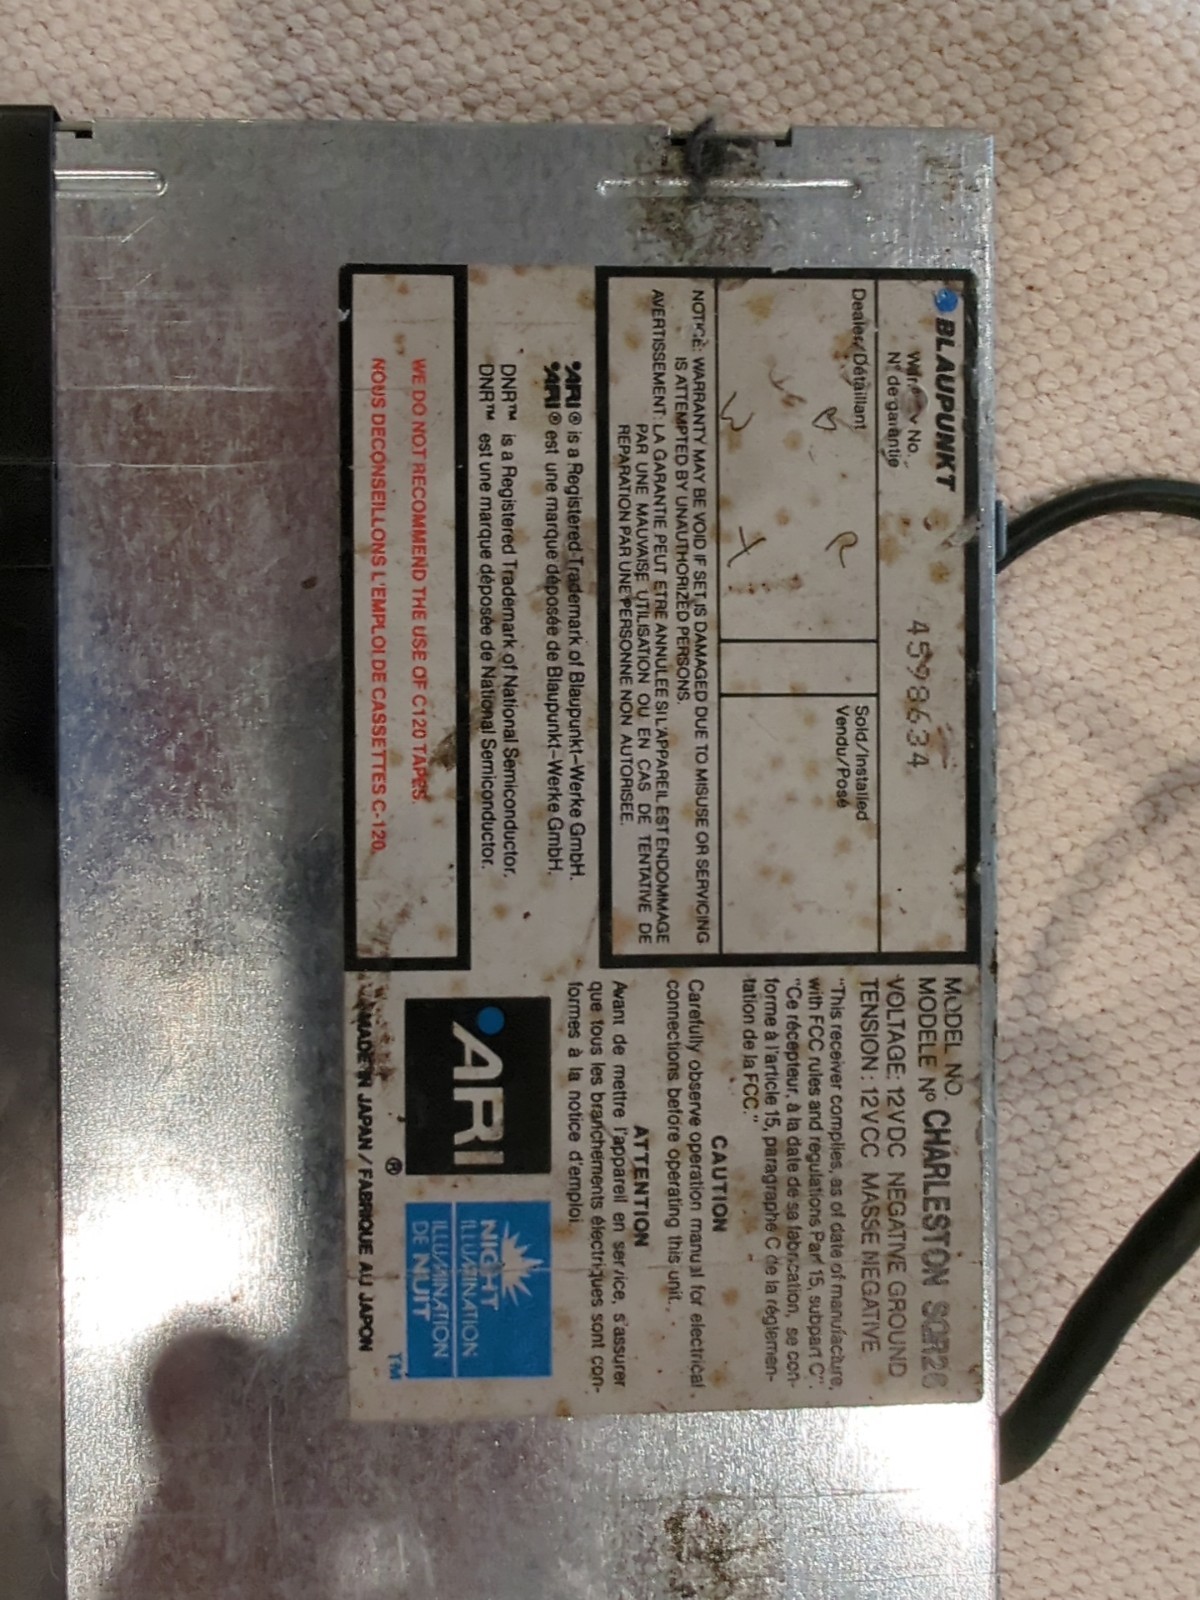 BLAUPUNKT
No.
N° de garantie
4598634
Dealer/Détaillant
Sold/Installed
Vendu/Posé
B R
X
NOTICE: WARRANTY MAY BE VOID IF SET IS DAMAGED DUE TO MISUSE OR SERVICING
IS ATTEMPTED BY UNAUTHORIZED PERSONS.
AVERTISSEMENT: LA GARANTIE PEUT ETRE ANNULEE SI L'APPAREIL EST ENDOMMAGE
PAR UNE MAUVAISE UTILISATION OU EN CAS DE TENTATIVE DE
REPARATION PAR UNE PERSONNE NON AUTORISEE.
ARI® is a Registered Trademark of Blaupunkt-Werke GmbH.
ARI® est une marque déposée de Blaupunkt-Werke GmbH.
DNR™ is a Registered Trademark of National Semiconductor.
DNR™ est une marque déposée de National Semiconductor.
WE DO NOT RECOMMEND THE USE OF C120 TAPES.
NOUS DECONSEILLONS L'EMPLOI DE CASSETTES C-120.
MODEL NO.
MODELE N° CHARLESTON SQR26
VOLTAGE: 12VDC NEGATIVE GROUND
TENSION: 12VCC MASSE NEGATIVE
"This receiver complies, as of date of manufacture,
with FCC rules and regulations Part 15, subpart C".
"Ce récepteur, à la date de sa fabrication, se con-
forme à l'article 15, paragraphe C de la réglemen-
tation de la FCC."
CAUTION
Carefully observe operation manual for electrical
connections before operating this unit.
ATTENTION
Avant de mettre l'appareil en service, s'assurer
que tous les branchements électriques sont con-
formes à la notice d'emploi.
ARI
®
NIGHT
ILLUMINATION
ILLUMINATION
DE NUIT
TM
MADE IN JAPAN / FABRIQUE AU JAPON